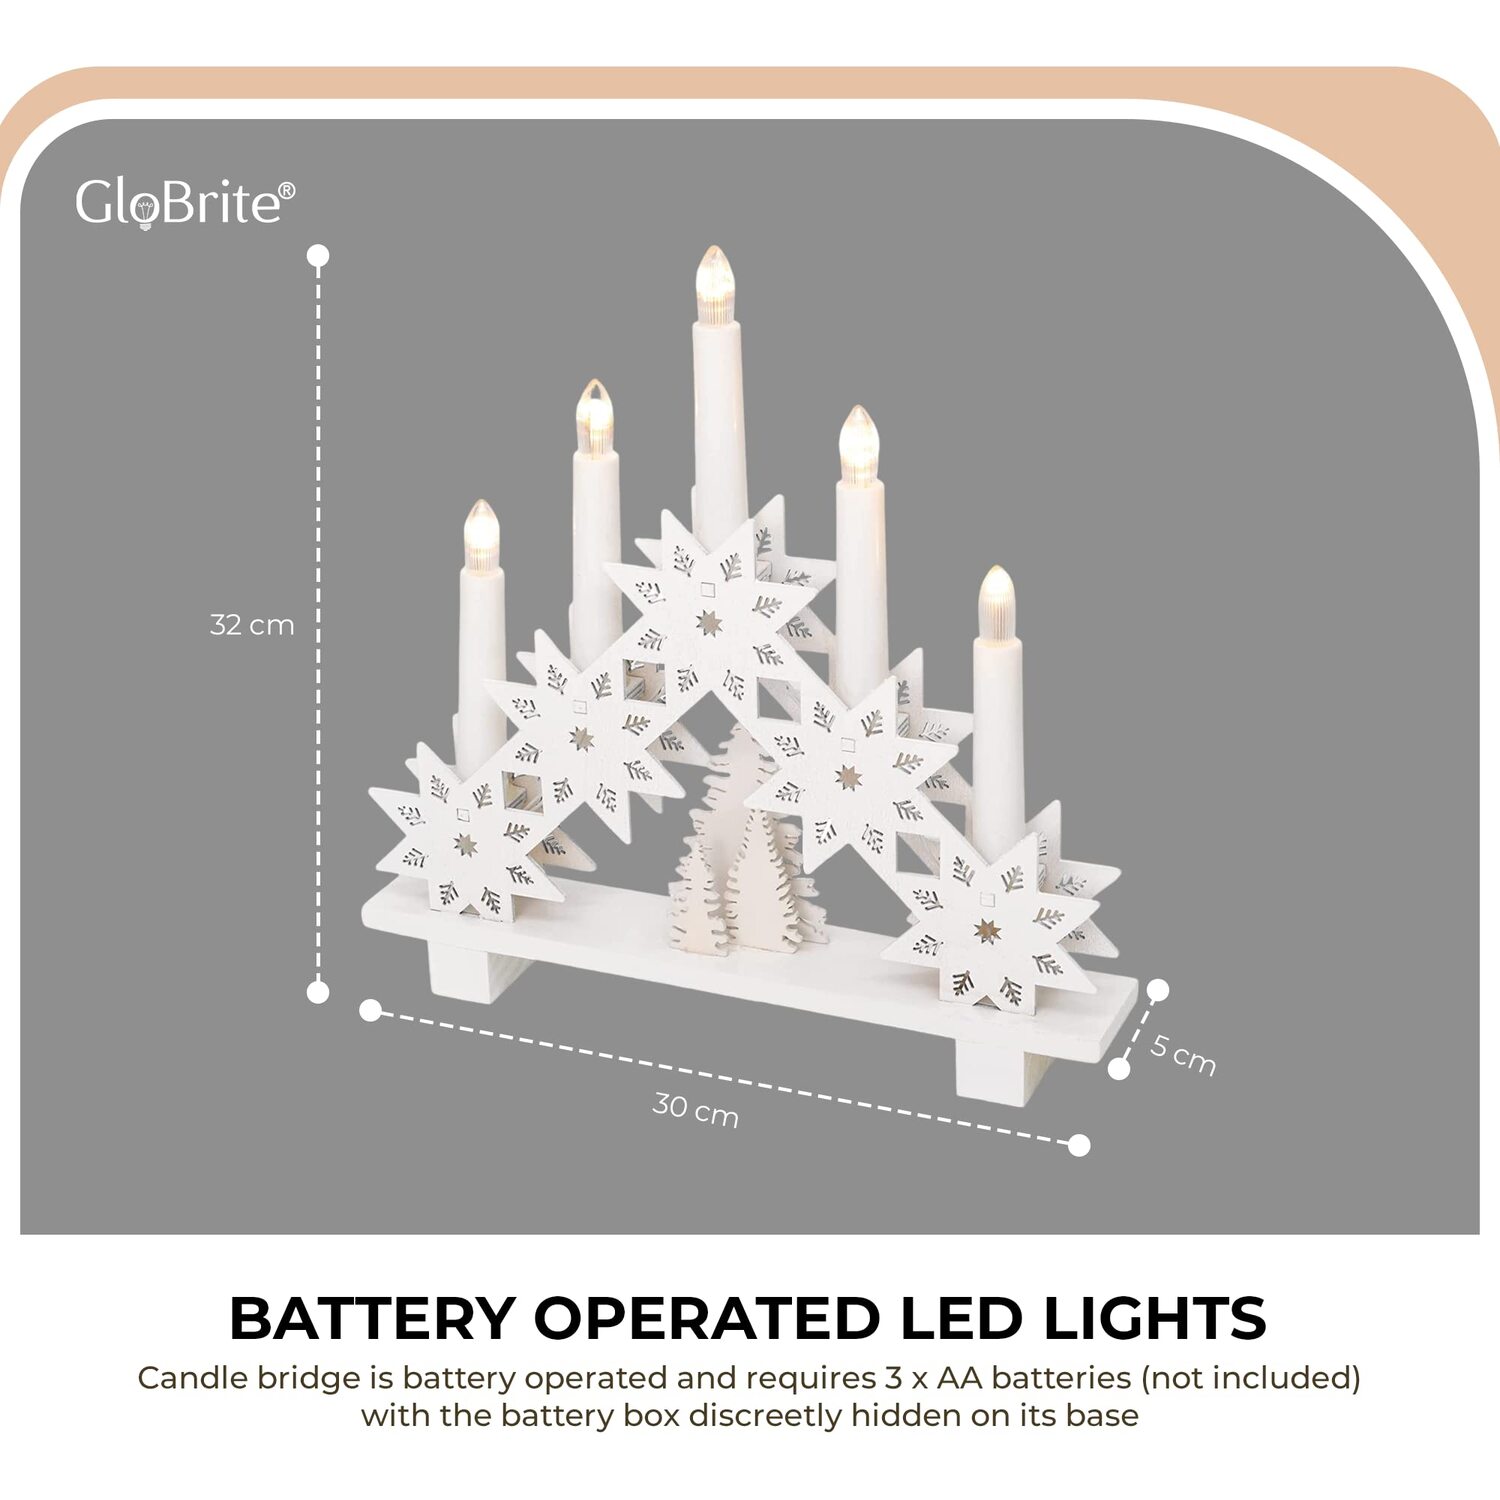 GloBrite®
32 cm
5 cm
30 cm
BATTERY OPERATED LED LIGHTS
Candle bridge is battery operated and requires 3 x AA batteries (not included)
with the battery box discreetly hidden on its base